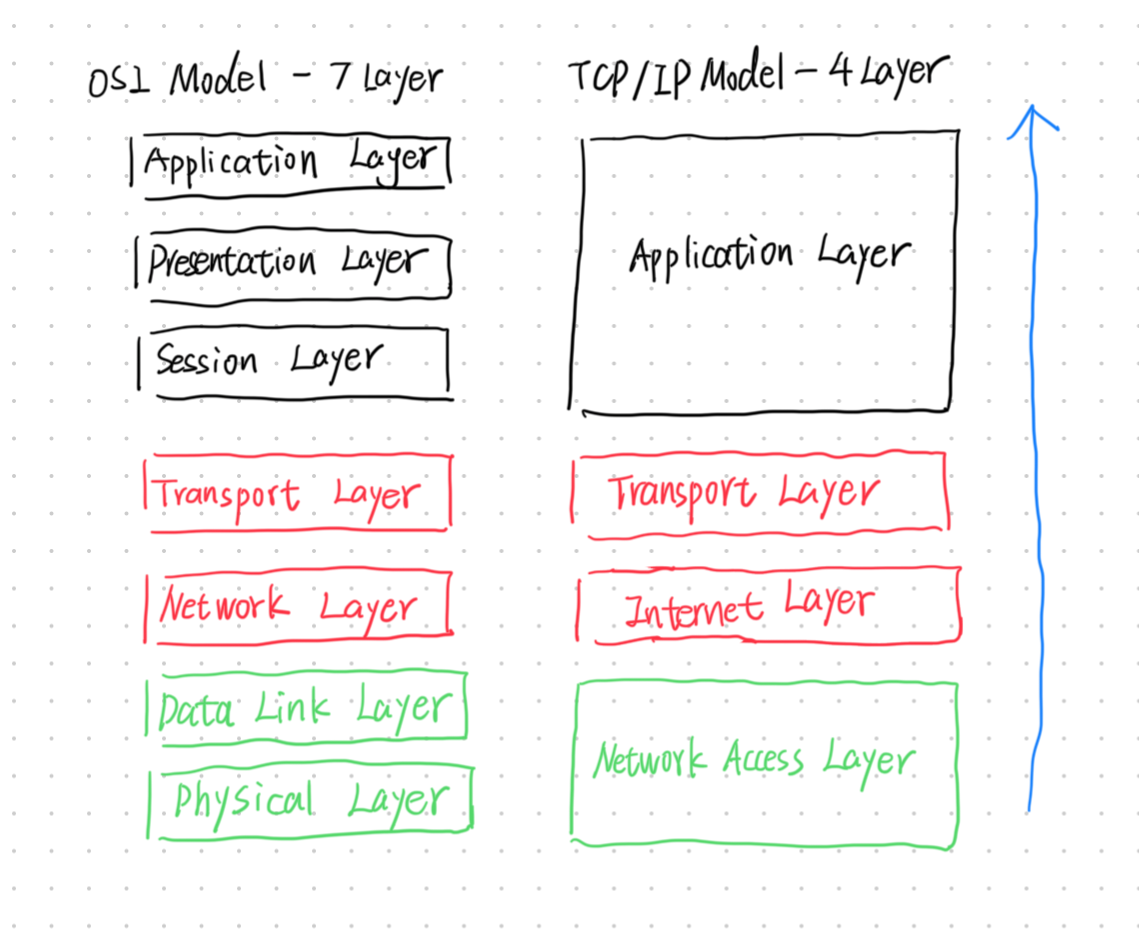 OSI Model - 7 Layer
Application Layer
Presentation Layer
Session Layer
Transport Layer
Network Layer
Data Link Layer
Physical Layer
TCP/IP Model - 4 Layer
Application Layer
Transport Layer
Internet Layer
Network Access Layer